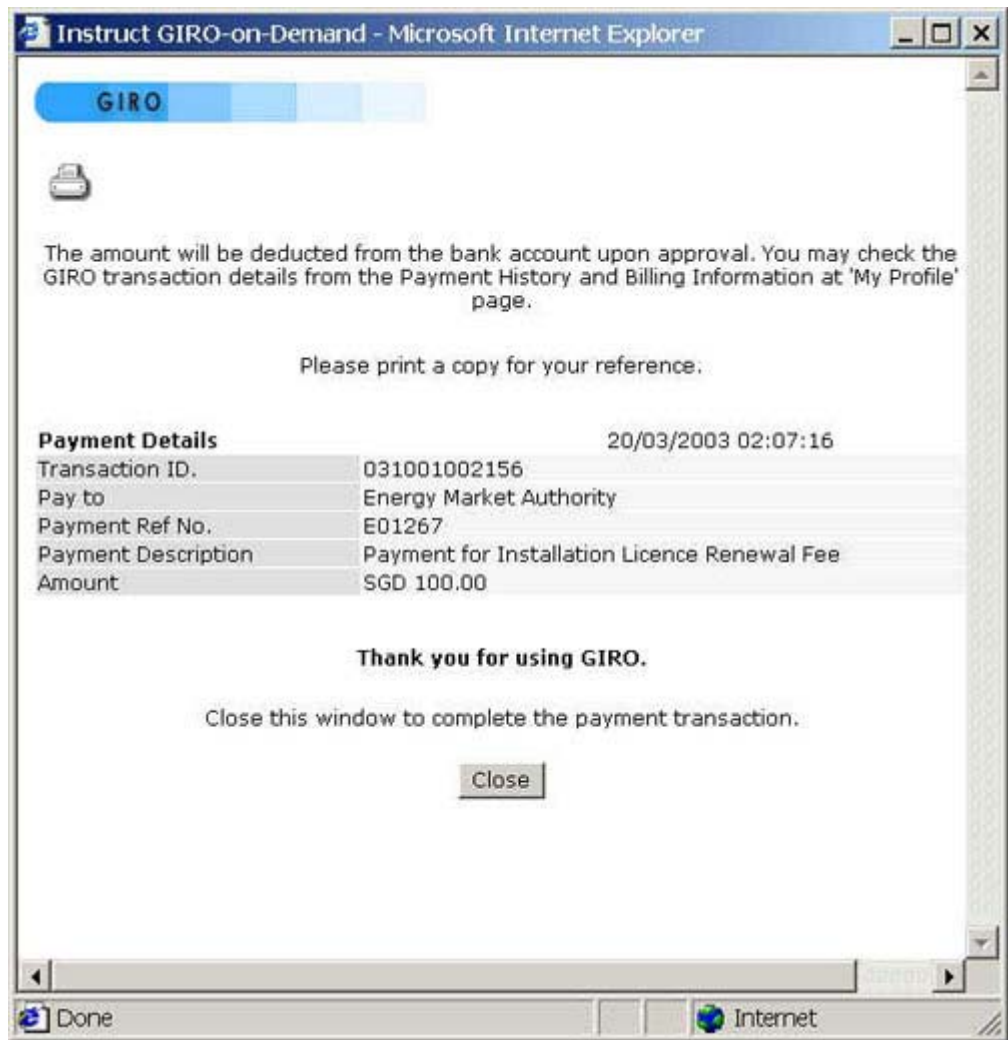 Instruct GIRO-on-Demand - Microsoft Internet Explorer
GIRO
The amount will be deducted from the bank account upon approval. You may check the
GIRO transaction details from the Payment History and Billing Information at 'My Profile'
page.
Please print a copy for your reference.
Payment Details 20/03/2003 02:07:16
Transaction ID. 031001002156
Pay to Energy Market Authority
Payment Ref No. E01267
Payment Description Payment for Installation Licence Renewal Fee
Amount SGD 100.00
Thank you for using GIRO.
Close this window to complete the payment transaction.
Close
Done Internet